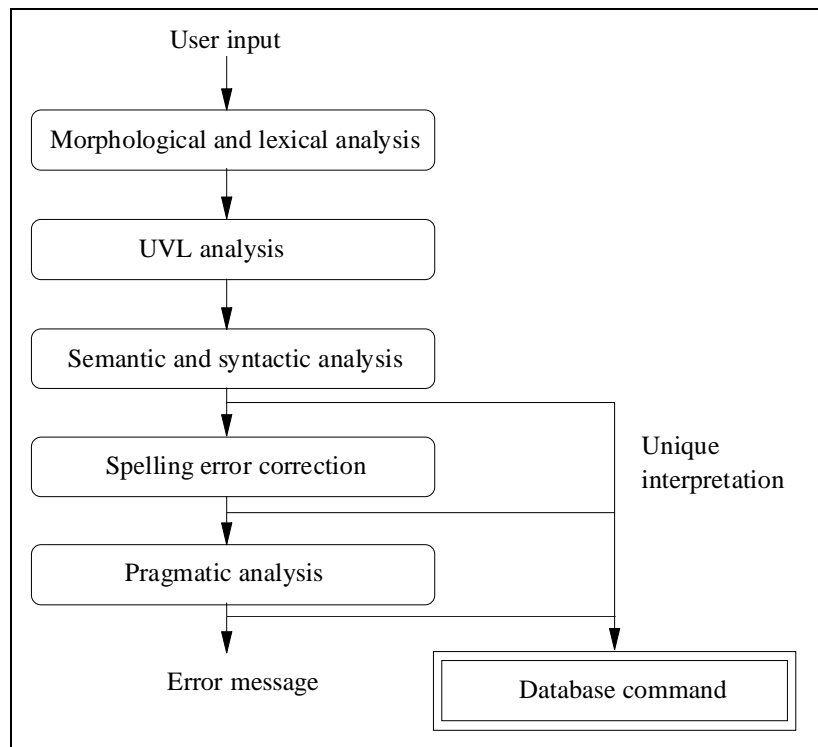 User input
Morphological and lexical analysis
UVL analysis
Semantic and syntactic analysis
Spelling error correction
Unique
interpretation
Pragmatic analysis
Error message
Database command